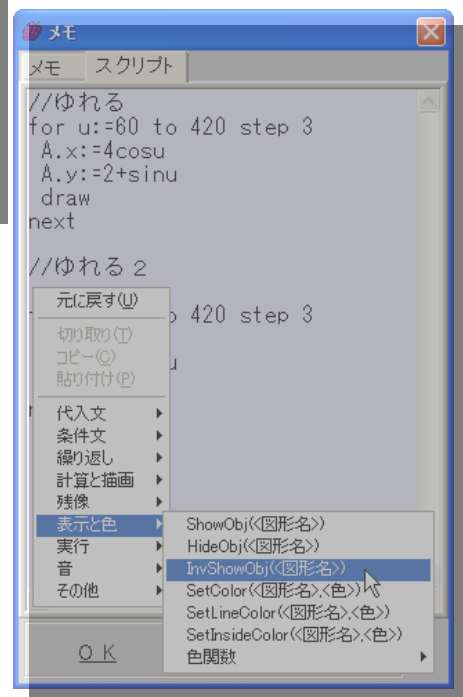 メモ
メモ スクリプト
//ゆれる
for u:=60 to 420 step 3
A.x:=4cosu
A.y:=2+sinu
draw
next
//ゆれる２
420 step 3
u
元に戻す(U)
切り取り(T)
コピー(C)
貼り付け(P)
代入文
条件文
繰り返し
計算と描画
残像
表示と色
実行
音
その他
ShowObj(<図形名>)
HideObj(<図形名>)
InvShowObj(<図形名>)
SetColor(<図形名>,<色>)
SetLineColor(<図形名>,<色>)
SetInsideColor(<図形名>,<色>)
色関数
ＯＫ